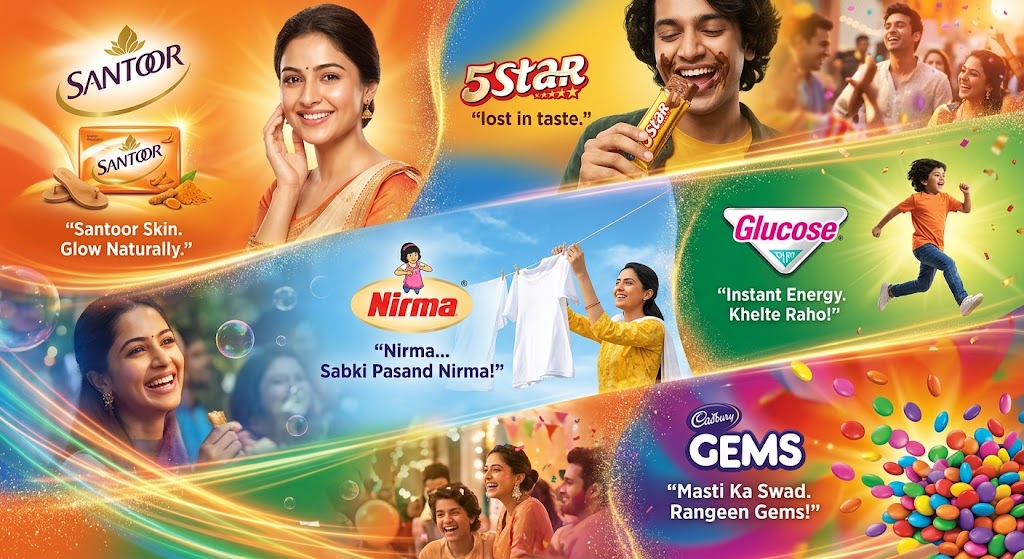 SANTOOR
SANTOOR
"Santoor Skin.
Glow Naturally."
5StaR
"lost in taste."
5StaR
Nirma®
"Nirma...
Sabki Pasand Nirma!"
Glucose®
"Instant Energy.
Khelte Raho!"
Cadbury
GEMS
"Masti Ka Swad.
Rangeen Gems!"